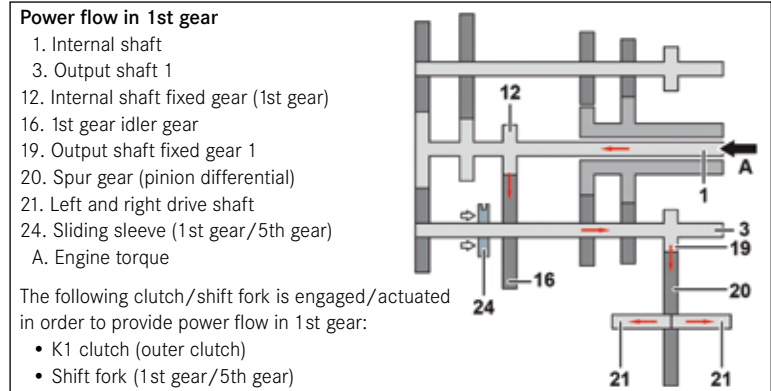 Power flow in 1st gear
1. Internal shaft
3. Output shaft 1
12. Internal shaft fixed gear (1st gear)
16. 1st gear idler gear
19. Output shaft fixed gear 1
20. Spur gear (pinion differential)
21. Left and right drive shaft
24. Sliding sleeve (1st gear/5th gear)
A. Engine torque
The following clutch/shift fork is engaged/actuated
in order to provide power flow in 1st gear:
• K1 clutch (outer clutch)
• Shift fork (1st gear/5th gear)
12
A
1
3
19
16
24
20
21
21